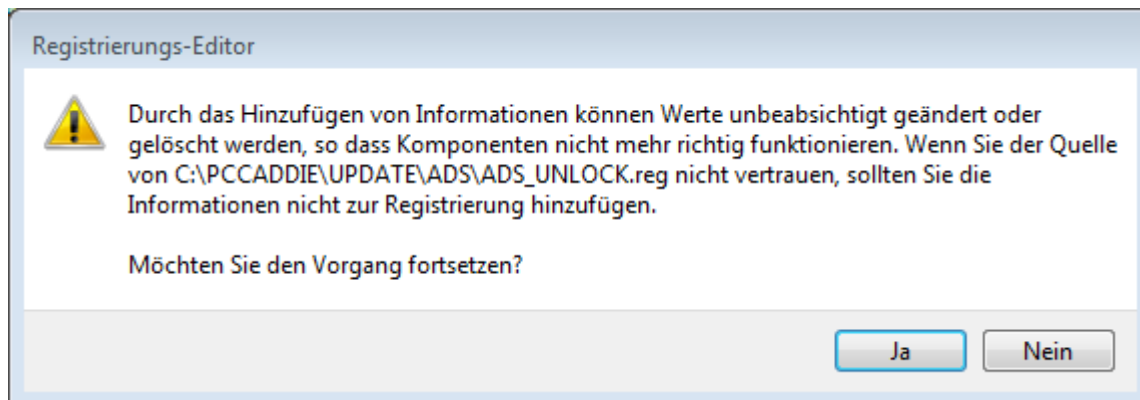 Registrierungs-Editor
Durch das Hinzufügen von Informationen können Werte unbeabsichtigt geändert oder
gelöscht werden, so dass Komponenten nicht mehr richtig funktionieren. Wenn Sie der Quelle
von C:\PCCADDIE\UPDATE\ADS\ADS_UNLOCK.reg nicht vertrauen, sollten Sie die
Informationen nicht zur Registrierung hinzufügen.
Möchten Sie den Vorgang fortsetzen?
Ja
Nein